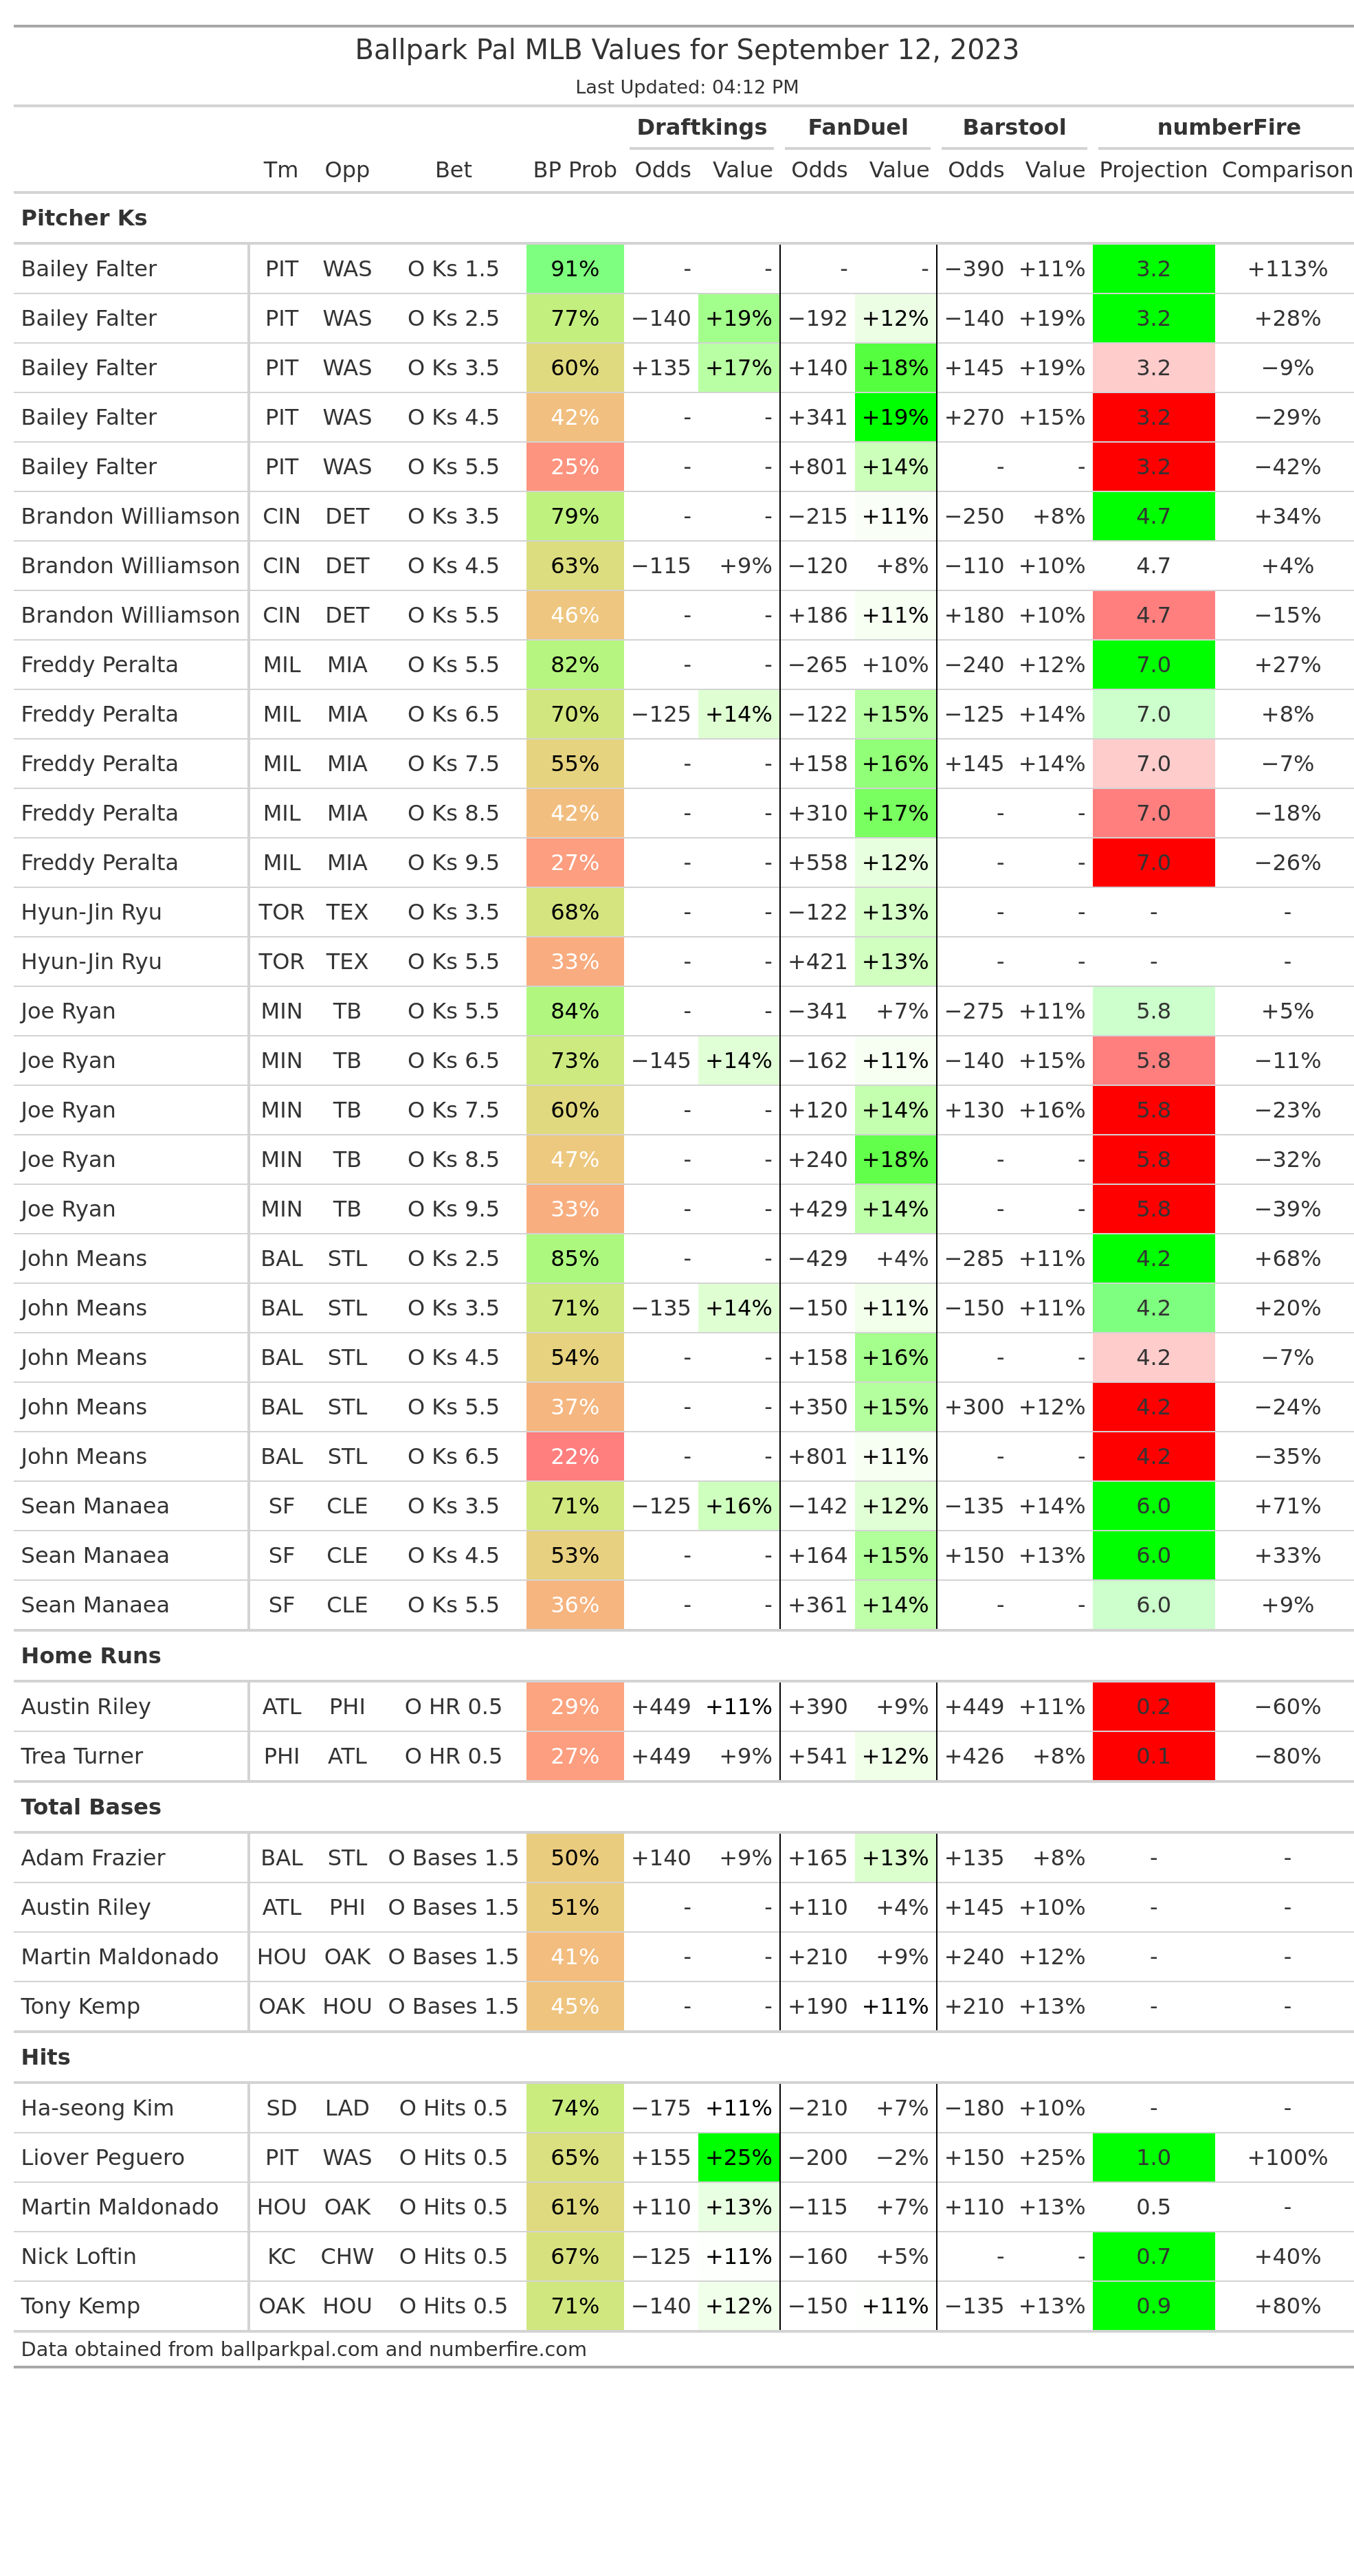 Ballpark Pal MLB Values for September 12, 2023
Last Updated: 04:12 PM
Draftkings FanDuel Barstool numberFire
Tm Opp Bet BP Prob Odds Value Odds Value Odds Value Projection Comparison
Pitcher Ks
Bailey Falter PIT WAS O Ks 1.5 91% - - - - −390 +11% 3.2 +113%
Bailey Falter PIT WAS O Ks 2.5 77% −140 +19% −192 +12% −140 +19% 3.2 +28%
Bailey Falter PIT WAS O Ks 3.5 60% +135 +17% +140 +18% +145 +19% 3.2 −9%
Bailey Falter PIT WAS O Ks 4.5 42% - - +341 +19% +270 +15% 3.2 −29%
Bailey Falter PIT WAS O Ks 5.5 25% - - +801 +14% - - 3.2 −42%
Brandon Williamson CIN DET O Ks 3.5 79% - - −215 +11% −250 +8% 4.7 +34%
Brandon Williamson CIN DET O Ks 4.5 63% −115 +9% −120 +8% −110 +10% 4.7 +4%
Brandon Williamson CIN DET O Ks 5.5 46% - - +186 +11% +180 +10% 4.7 −15%
Freddy Peralta MIL MIA O Ks 5.5 82% - - −265 +10% −240 +12% 7.0 +27%
Freddy Peralta MIL MIA O Ks 6.5 70% −125 +14% −122 +15% −125 +14% 7.0 +8%
Freddy Peralta MIL MIA O Ks 7.5 55% - - +158 +16% +145 +14% 7.0 −7%
Freddy Peralta MIL MIA O Ks 8.5 42% - - +310 +17% - - 7.0 −18%
Freddy Peralta MIL MIA O Ks 9.5 27% - - +558 +12% - - 7.0 −26%
Hyun-Jin Ryu TOR TEX O Ks 3.5 68% - - −122 +13% - - - -
Hyun-Jin Ryu TOR TEX O Ks 5.5 33% - - +421 +13% - - - -
Joe Ryan MIN TB O Ks 5.5 84% - - −341 +7% −275 +11% 5.8 +5%
Joe Ryan MIN TB O Ks 6.5 73% −145 +14% −162 +11% −140 +15% 5.8 −11%
Joe Ryan MIN TB O Ks 7.5 60% - - +120 +14% +130 +16% 5.8 −23%
Joe Ryan MIN TB O Ks 8.5 47% - - +240 +18% - - 5.8 −32%
Joe Ryan MIN TB O Ks 9.5 33% - - +429 +14% - - 5.8 −39%
John Means BAL STL O Ks 2.5 85% - - −429 +4% −285 +11% 4.2 +68%
John Means BAL STL O Ks 3.5 71% −135 +14% −150 +11% −150 +11% 4.2 +20%
John Means BAL STL O Ks 4.5 54% - - +158 +16% - - 4.2 −7%
John Means BAL STL O Ks 5.5 37% - - +350 +15% +300 +12% 4.2 −24%
John Means BAL STL O Ks 6.5 22% - - +801 +11% - - 4.2 −35%
Sean Manaea SF CLE O Ks 3.5 71% −125 +16% −142 +12% −135 +14% 6.0 +71%
Sean Manaea SF CLE O Ks 4.5 53% - - +164 +15% +150 +13% 6.0 +33%
Sean Manaea SF CLE O Ks 5.5 36% - - +361 +14% - - 6.0 +9%
Home Runs
Austin Riley ATL PHI O HR 0.5 29% +449 +11% +390 +9% +449 +11% 0.2 −60%
Trea Turner PHI ATL O HR 0.5 27% +449 +9% +541 +12% +426 +8% 0.1 −80%
Total Bases
Adam Frazier BAL STL O Bases 1.5 50% +140 +9% +165 +13% +135 +8% - -
Austin Riley ATL PHI O Bases 1.5 51% - - +110 +4% +145 +10% - -
Martin Maldonado HOU OAK O Bases 1.5 41% - - +210 +9% +240 +12% - -
Tony Kemp OAK HOU O Bases 1.5 45% - - +190 +11% +210 +13% - -
Hits
Ha-seong Kim SD LAD O Hits 0.5 74% −175 +11% −210 +7% −180 +10% - -
Liover Peguero PIT WAS O Hits 0.5 65% +155 +25% −200 −2% +150 +25% 1.0 +100%
Martin Maldonado HOU OAK O Hits 0.5 61% +110 +13% −115 +7% +110 +13% 0.5 -
Nick Loftin KC CHW O Hits 0.5 67% −125 +11% −160 +5% - - 0.7 +40%
Tony Kemp OAK HOU O Hits 0.5 71% −140 +12% −150 +11% −135 +13% 0.9 +80%
Data obtained from ballparkpal.com and numberfire.com